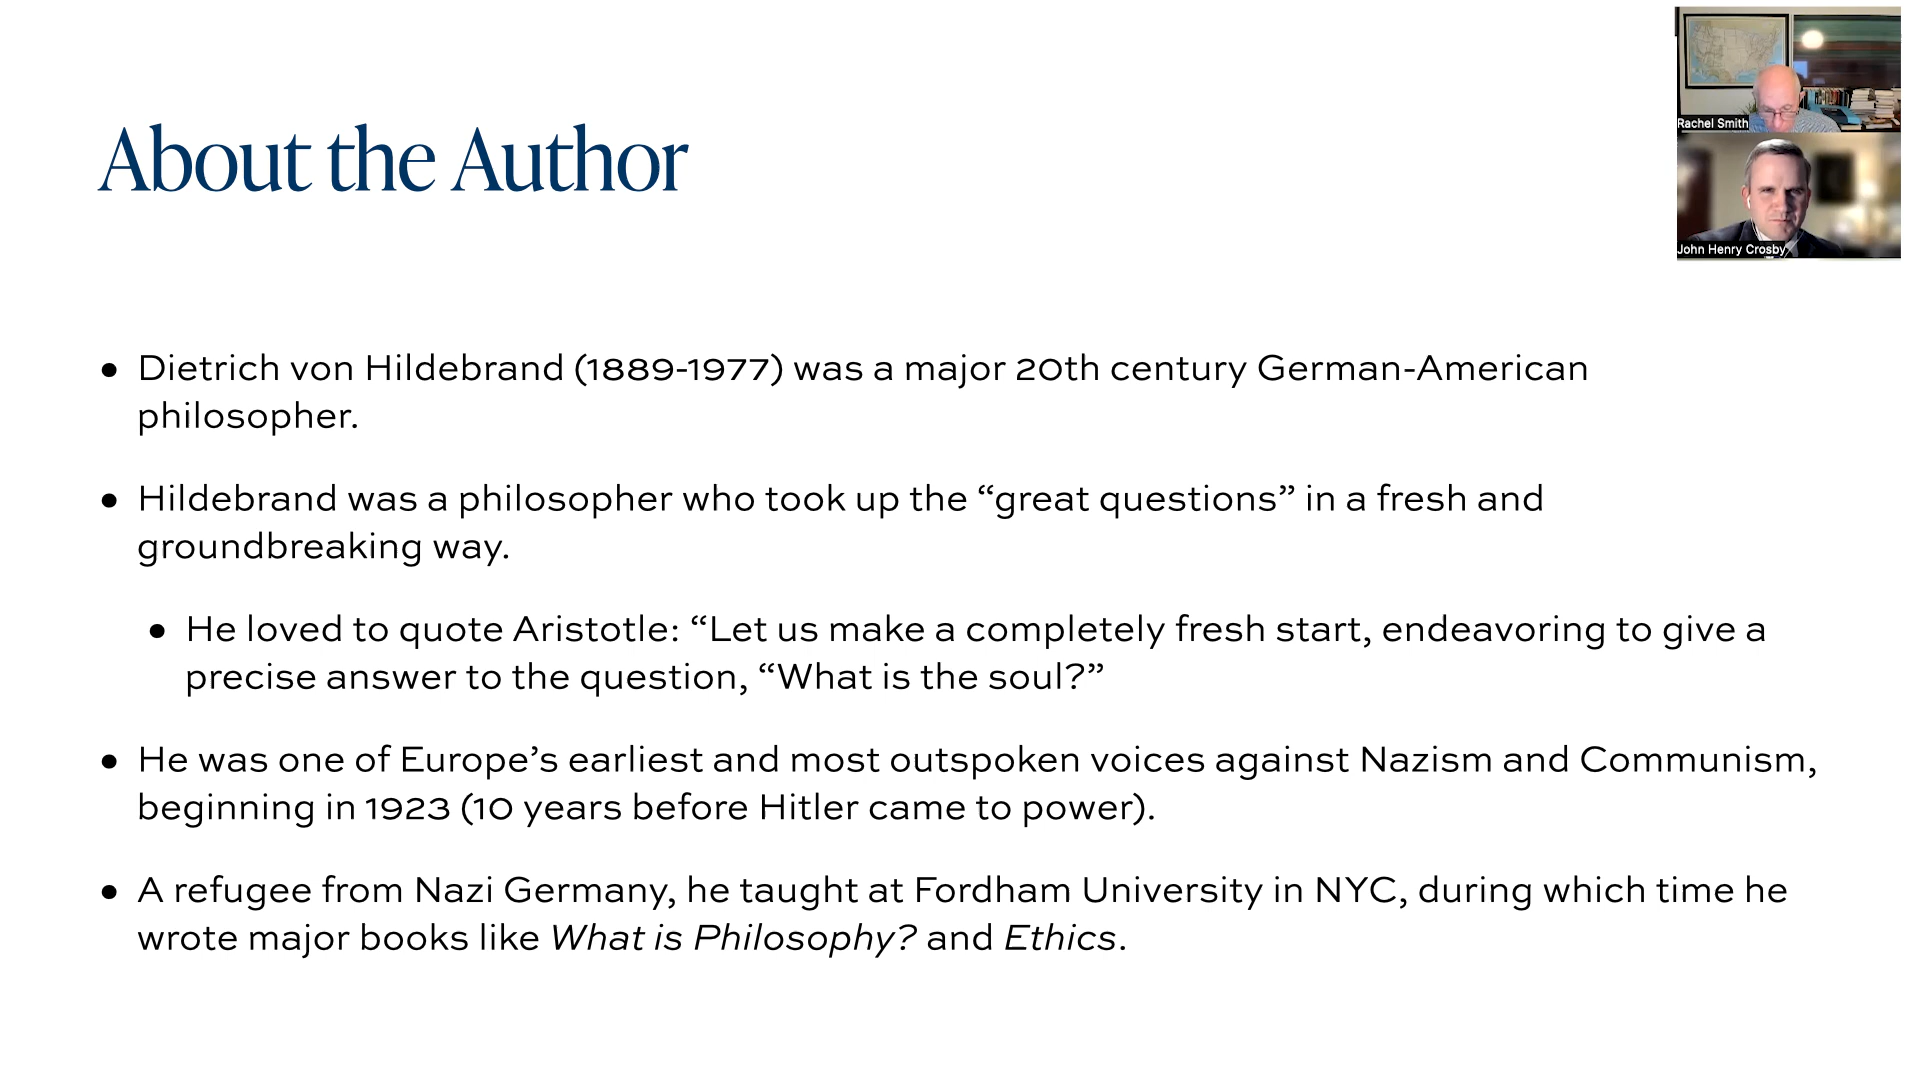 About the Author
Rachel Smith
John Henry Crosby
• Dietrich von Hildebrand (1889-1977) was a major 20th century German-American
philosopher.
• Hildebrand was a philosopher who took up the “great questions” in a fresh and
groundbreaking way.
• He loved to quote Aristotle: “Let us make a completely fresh start, endeavoring to give a
precise answer to the question, “What is the soul?”
• He was one of Europe’s earliest and most outspoken voices against Nazism and Communism,
beginning in 1923 (10 years before Hitler came to power).
• A refugee from Nazi Germany, he taught at Fordham University in NYC, during which time he
wrote major books like What is Philosophy? and Ethics.